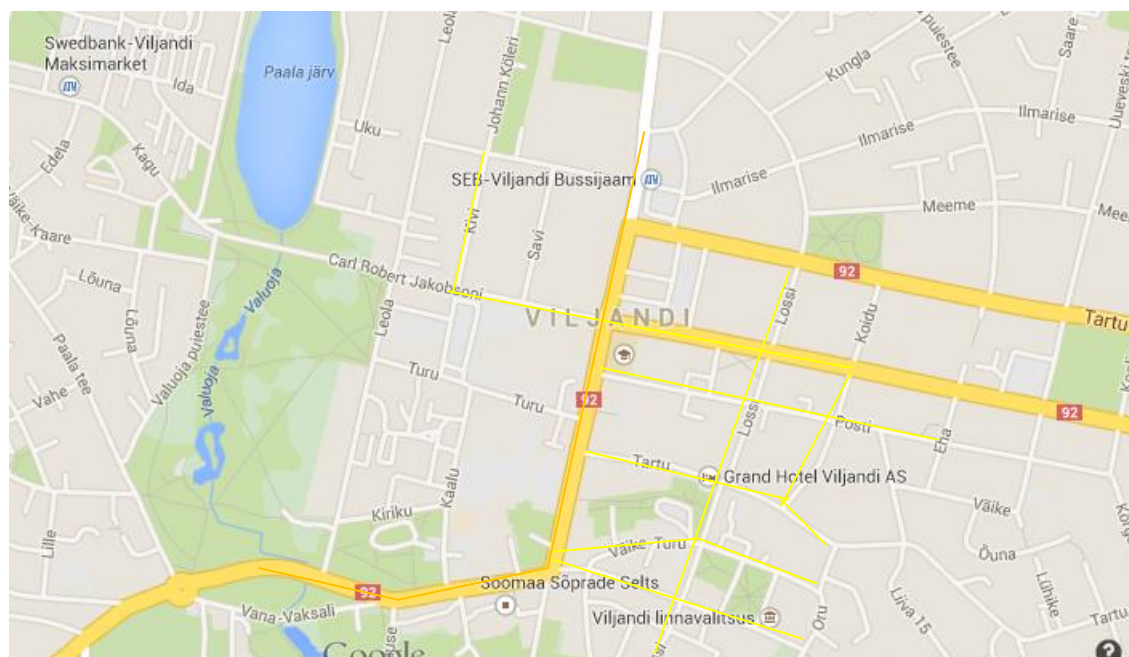 Swedbank-Viljandi
Maksimarket
Ida
Paala järv
Leola
Johann Köleri
Uku
puiestee
Kungla
Saare
Ilmarise
Ilmarise
Ilmarise
Edela
Kagu
SEB-Viljandi Bussijaam
Meeme
Kivi
Savi
Väike-Kaare
Lõuna
Lõuna
Valuoja
Carl Robert Jakobsoni
92
Lossi
Koidu
Tartu
VILJANDI
Leola
Valuoja puiestee
Valuoja
Paala tee
Vahe
Turu
Turu
92
92
Lossi
Posti
Eha
Tartu
Grand Hotel Viljandi AS
Kaalu
Kiriku
Väike
Õuna
Lille
Väike-Turu
Soomaa Sõprade Selts
92
Vana-Vaksali
Viljandi linnavalitsus
Oru
Liiva 15
Lühike
Tartu
Google
?